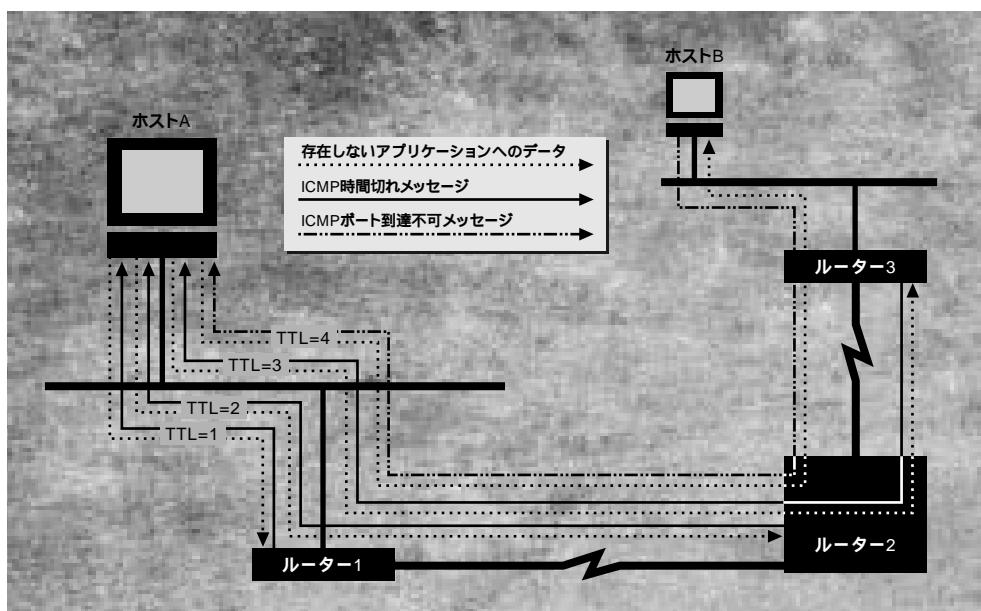 ホストB
ホストA
存在しないアプリケーションへのデータ
ICMP時間切れメッセージ
ICMPポート到達不可メッセージ
ルーター3
TTL=4
TTL=3
TTL=2
TTL=1
ルーター2
ルーター1